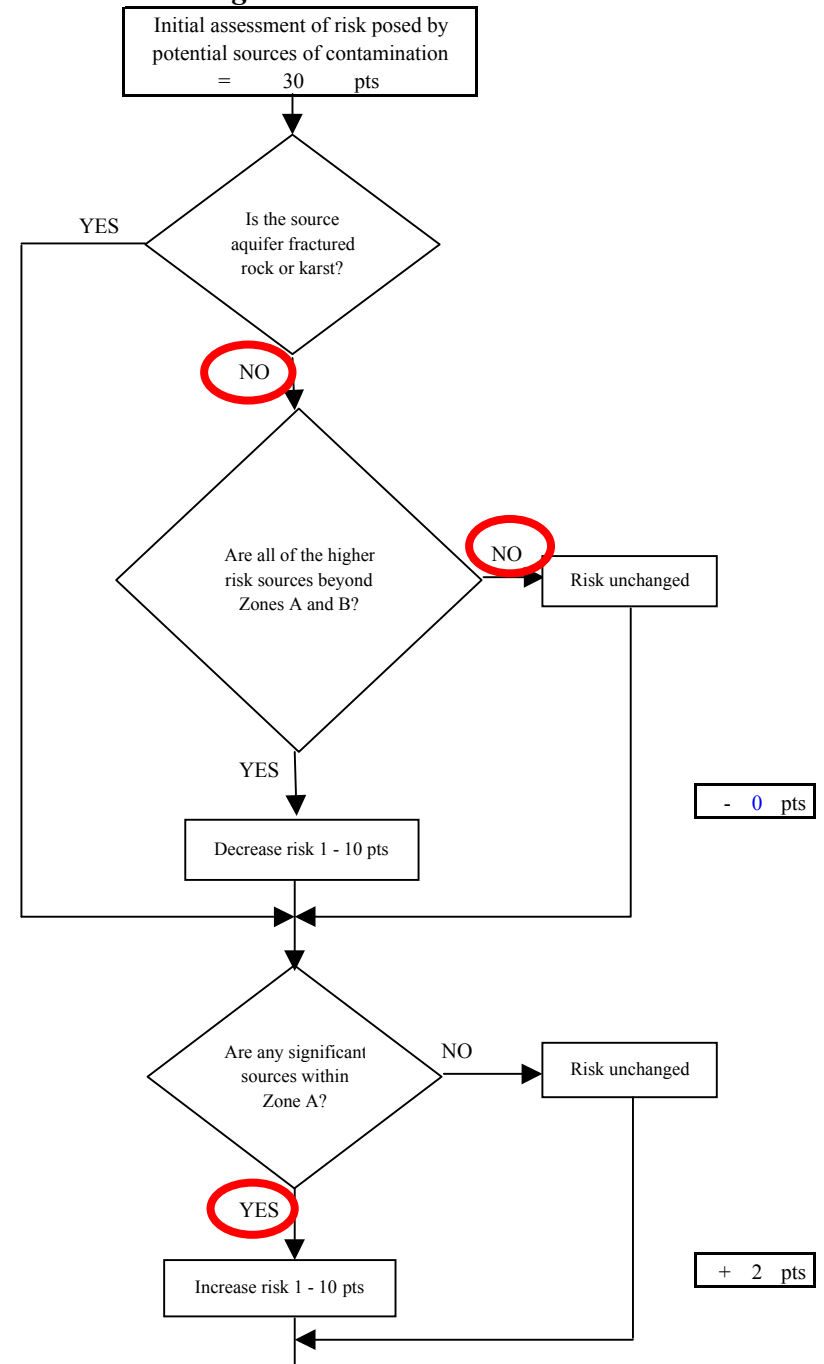 Initial assessment of risk posed by
potential sources of contamination
= 30 pts
YES
Is the source
aquifer fractured
rock or karst?
NO
Are all of the higher
risk sources beyond
Zones A and B?
NO
Risk unchanged
YES
- 0 pts
Decrease risk 1 - 10 pts
Are any significant
sources within
Zone A?
NO
Risk unchanged
YES
+ 2 pts
Increase risk 1 - 10 pts